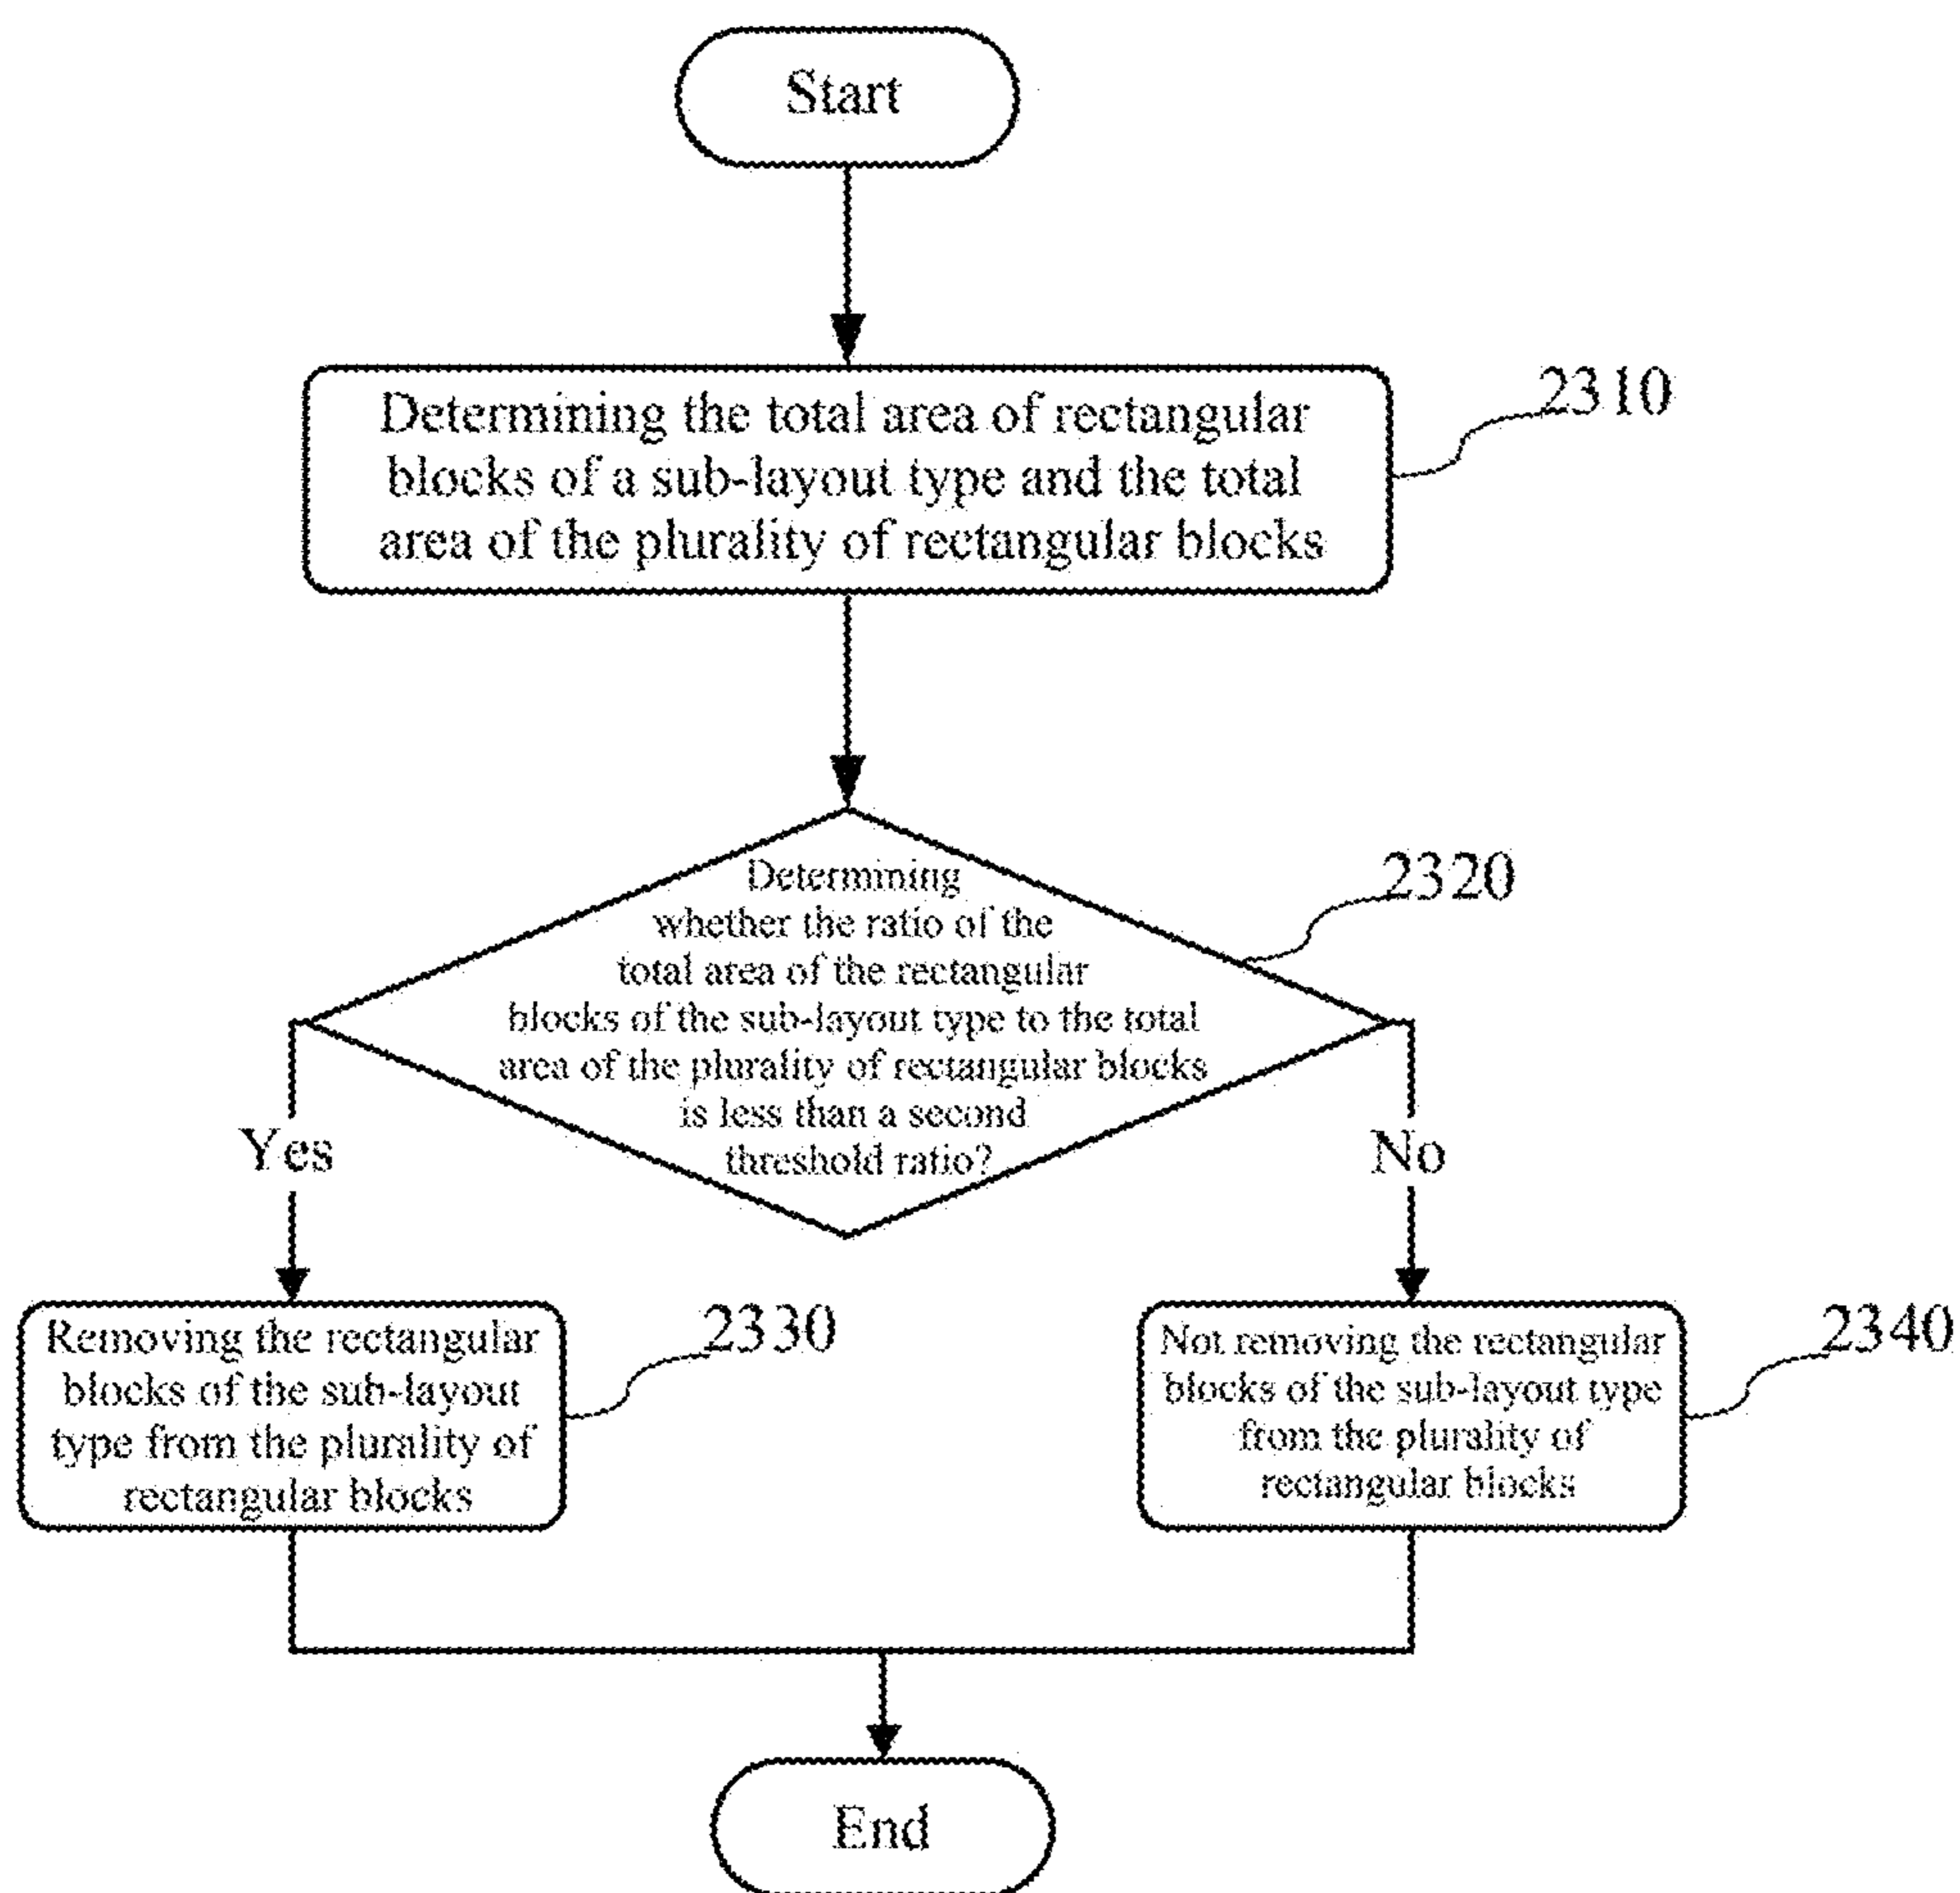 Start
Determining the total area of rectangular
blocks of a sub-layout type and the total
area of the plurality of rectangular blocks
2310
Determining
whether the ratio of the
total area of the rectangular
blocks of the sub-layout type to the total
area of the plurality of rectangular blocks
is less than a second
threshold ratio?
2320
Yes
No
Removing the rectangular
blocks of the sub-layout
type from the plurality of
rectangular blocks
2330
Not removing the rectangular
blocks of the sub-layout type
from the plurality of
rectangular blocks
2340
End